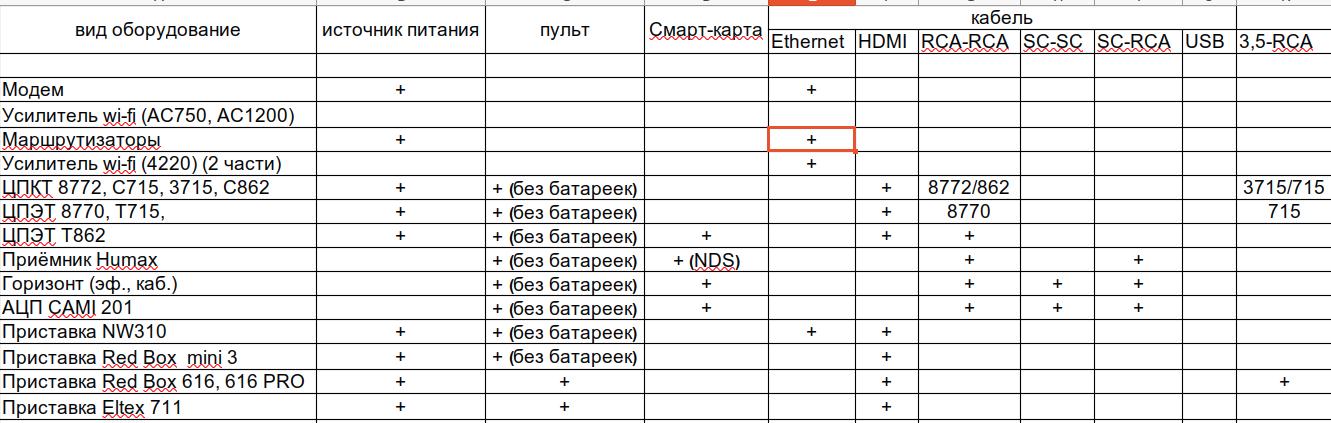 кабель
вид оборудование источник питания пульт Смарт-карта
Ethernet HDMI RCA-RCA SC-SC SC-RCA USB 3,5-RCA
Модем + +
Усилитель wi-fi (AC750, AC1200)
Маршрутизаторы + +
Усилитель wi-fi (4220) (2 части) +
ЦПКТ 8772, С715, 3715, С862 + + (без батареек) + 8772/862 3715/715
ЦПЭТ 8770, Т715, + + (без батареек) + 8770 715
ЦПЭТ Т862 + + (без батареек) + + +
Приёмник Humax + (без батареек) + (NDS) + +
Горизонт (эф., каб.) + (без батареек) + + + +
АЦП CAMI 201 + (без батареек) + + + +
Приставка NW310 + + (без батареек) + +
Приставка Red Box mini 3 + + (без батареек) +
Приставка Red Box 616, 616 PRO + + + +
Приставка Eltex 711 + + +